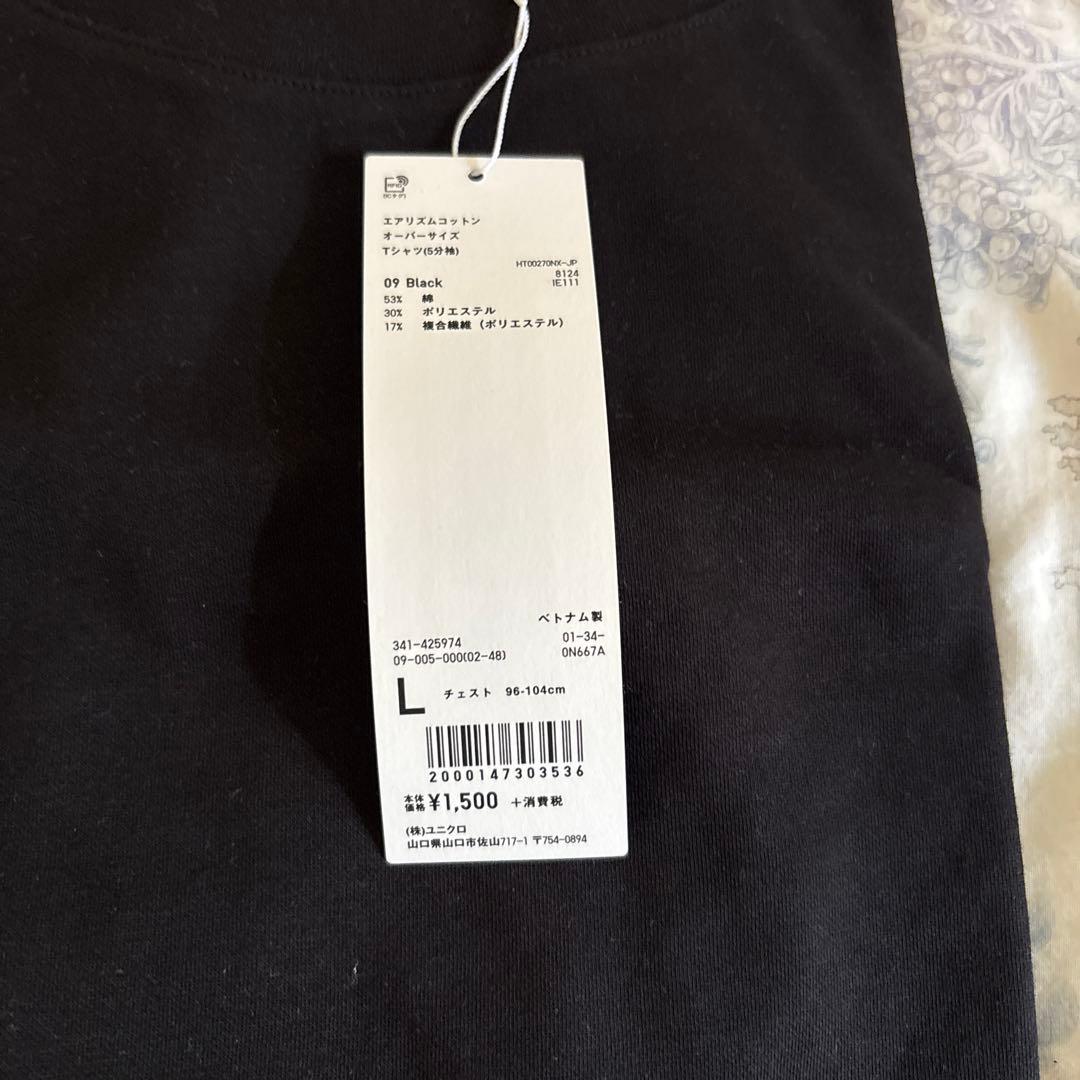 RFID
(ICタグ)
エアリズムコットン
オーバーサイズ
Tシャツ(5分袖)
HT00270NX-JP
8124
09 Black IE111
53% 綿
30% ポリエステル
17% 複合繊維(ポリエステル)
ベトナム製
341-425974 01-34-
09-005-000(02-48) 0N667A
L チェスト 96-104cm
2000147303536
本体価格 ¥1,500 +消費税
(株)ユニクロ
山口県山口市佐山717-1 〒754-0894